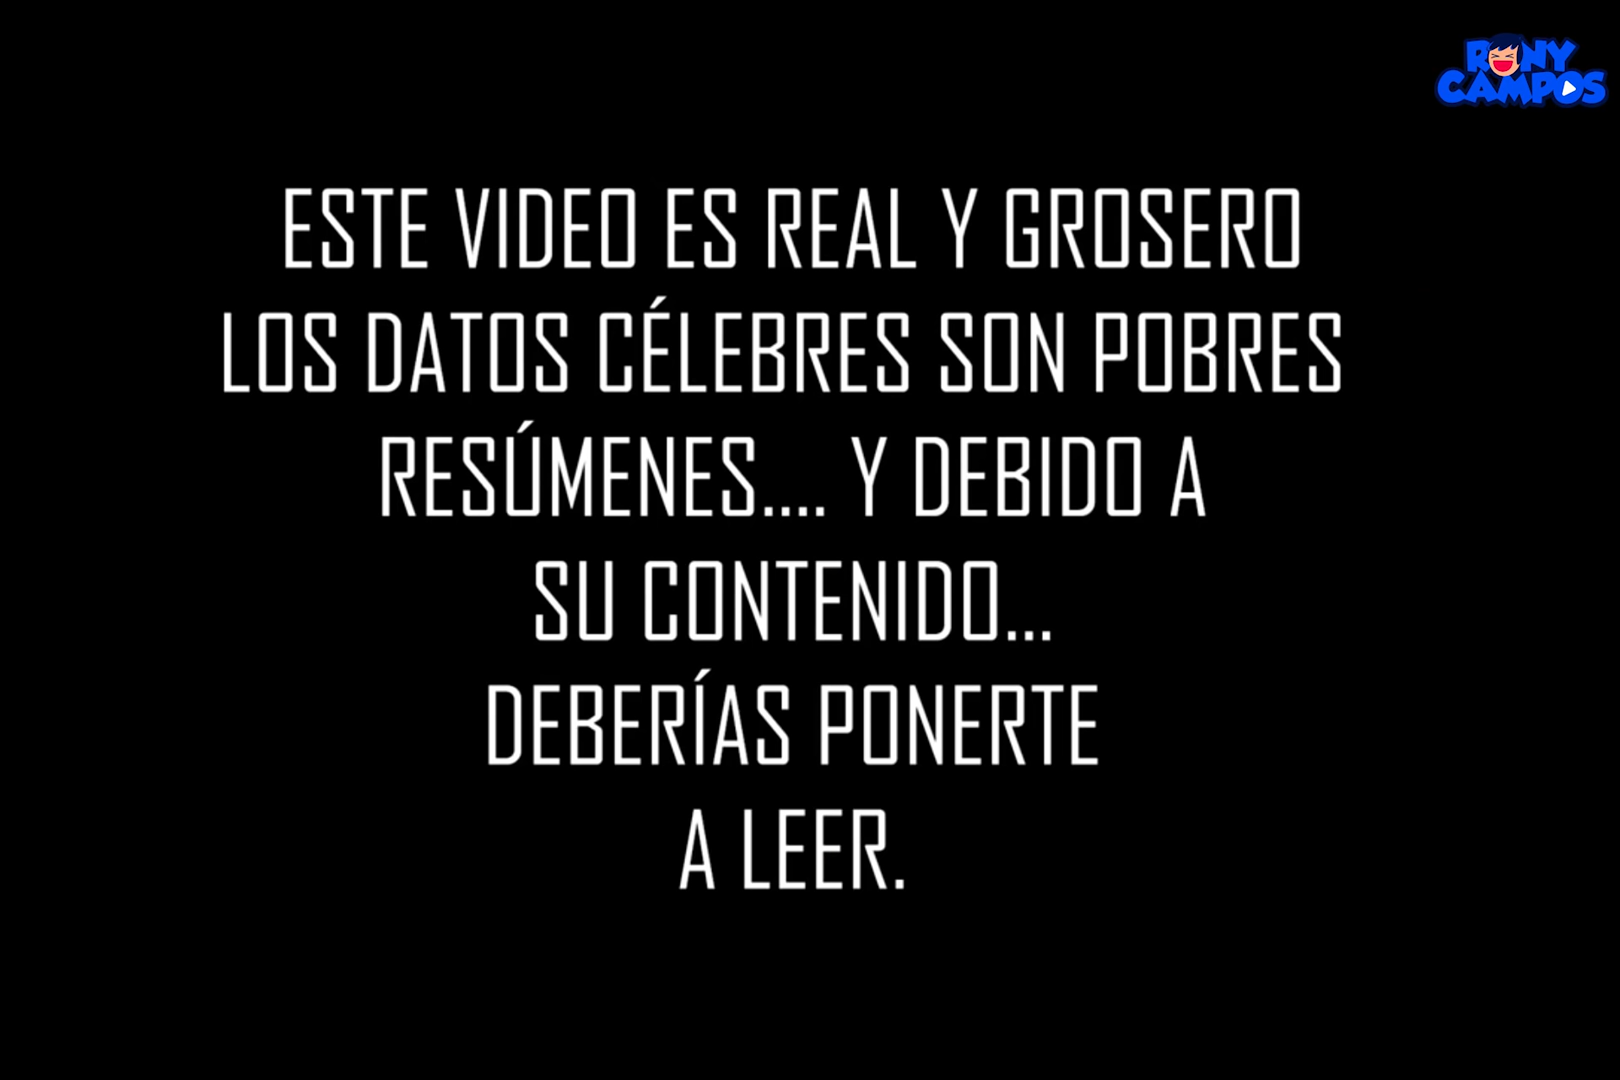 RONY
CAMPOS
ESTE VIDEO ES REAL Y GROSERO
LOS DATOS CÉLEBRES SON POBRES
RESÚMENES.... Y DEBIDO A
SU CONTENIDO...
DEBERÍAS PONERTE
A LEER.